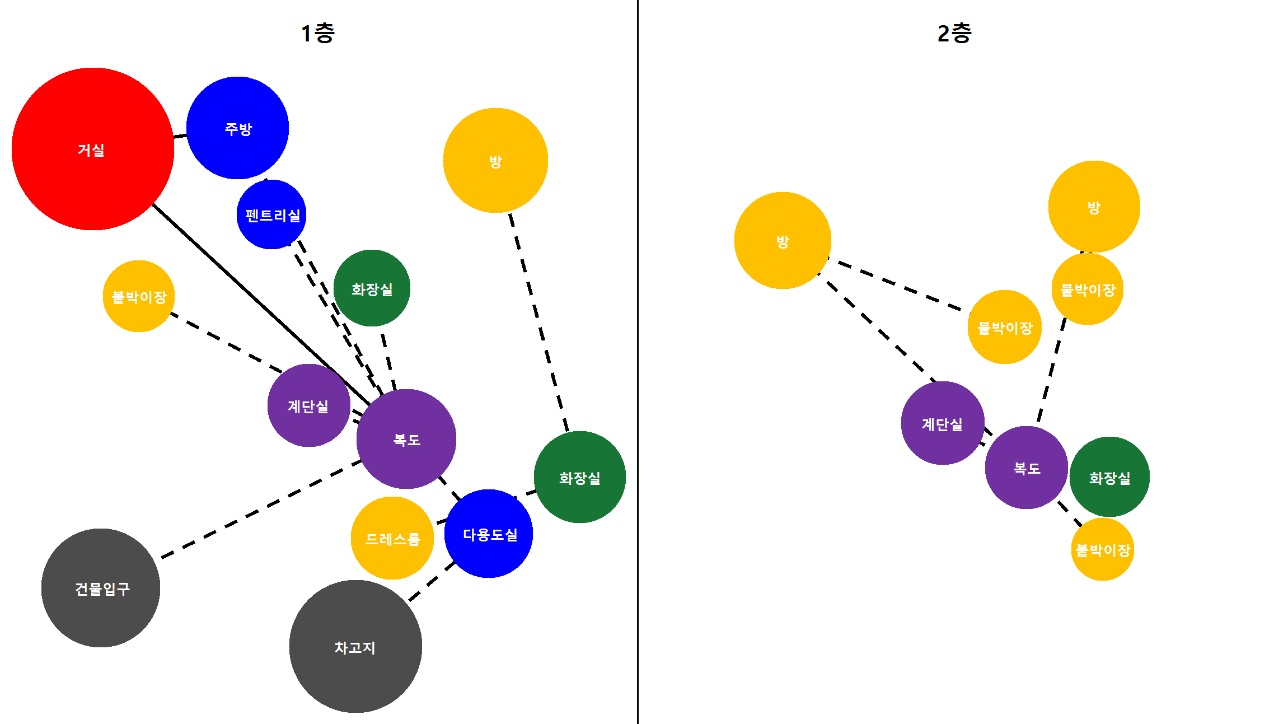 1층
거실
주방
방
펜트리실
화장실
붙박이장
계단실
복도
화장실
드레스룸
다용도실
건물입구
차고지
2층
방
방
붙박이장
붙박이장
계단실
복도
화장실
붙박이장